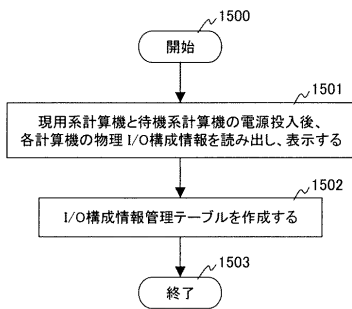 1500
開始
1501
現用系計算機と待機系計算機の電源投入後、
各計算機の物理I/O構成情報を読み出し、表示する
1502
I/O構成情報管理テーブルを作成する
1503
終了